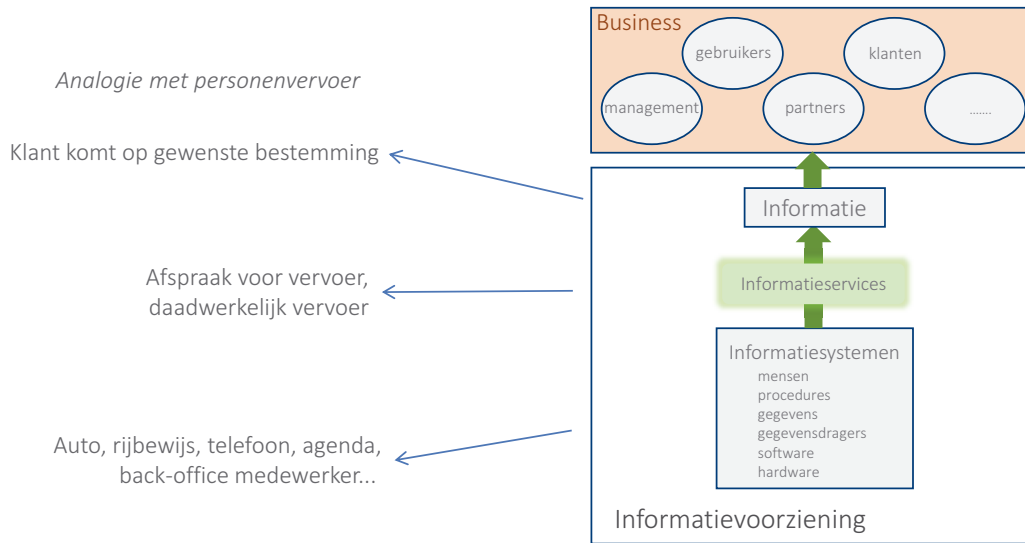 Analogie met personenvervoer
Klant komt op gewenste bestemming
Afspraak voor vervoer,
daadwerkelijk vervoer
Auto, rijbewijs, telefoon, agenda,
back-office medewerker...
Business
gebruikers
klanten
management
partners
.......
Informatie
Informatieservices
Informatiesystemen
mensen
procedures
gegevens
gegevensdragers
software
hardware
Informatievoorziening